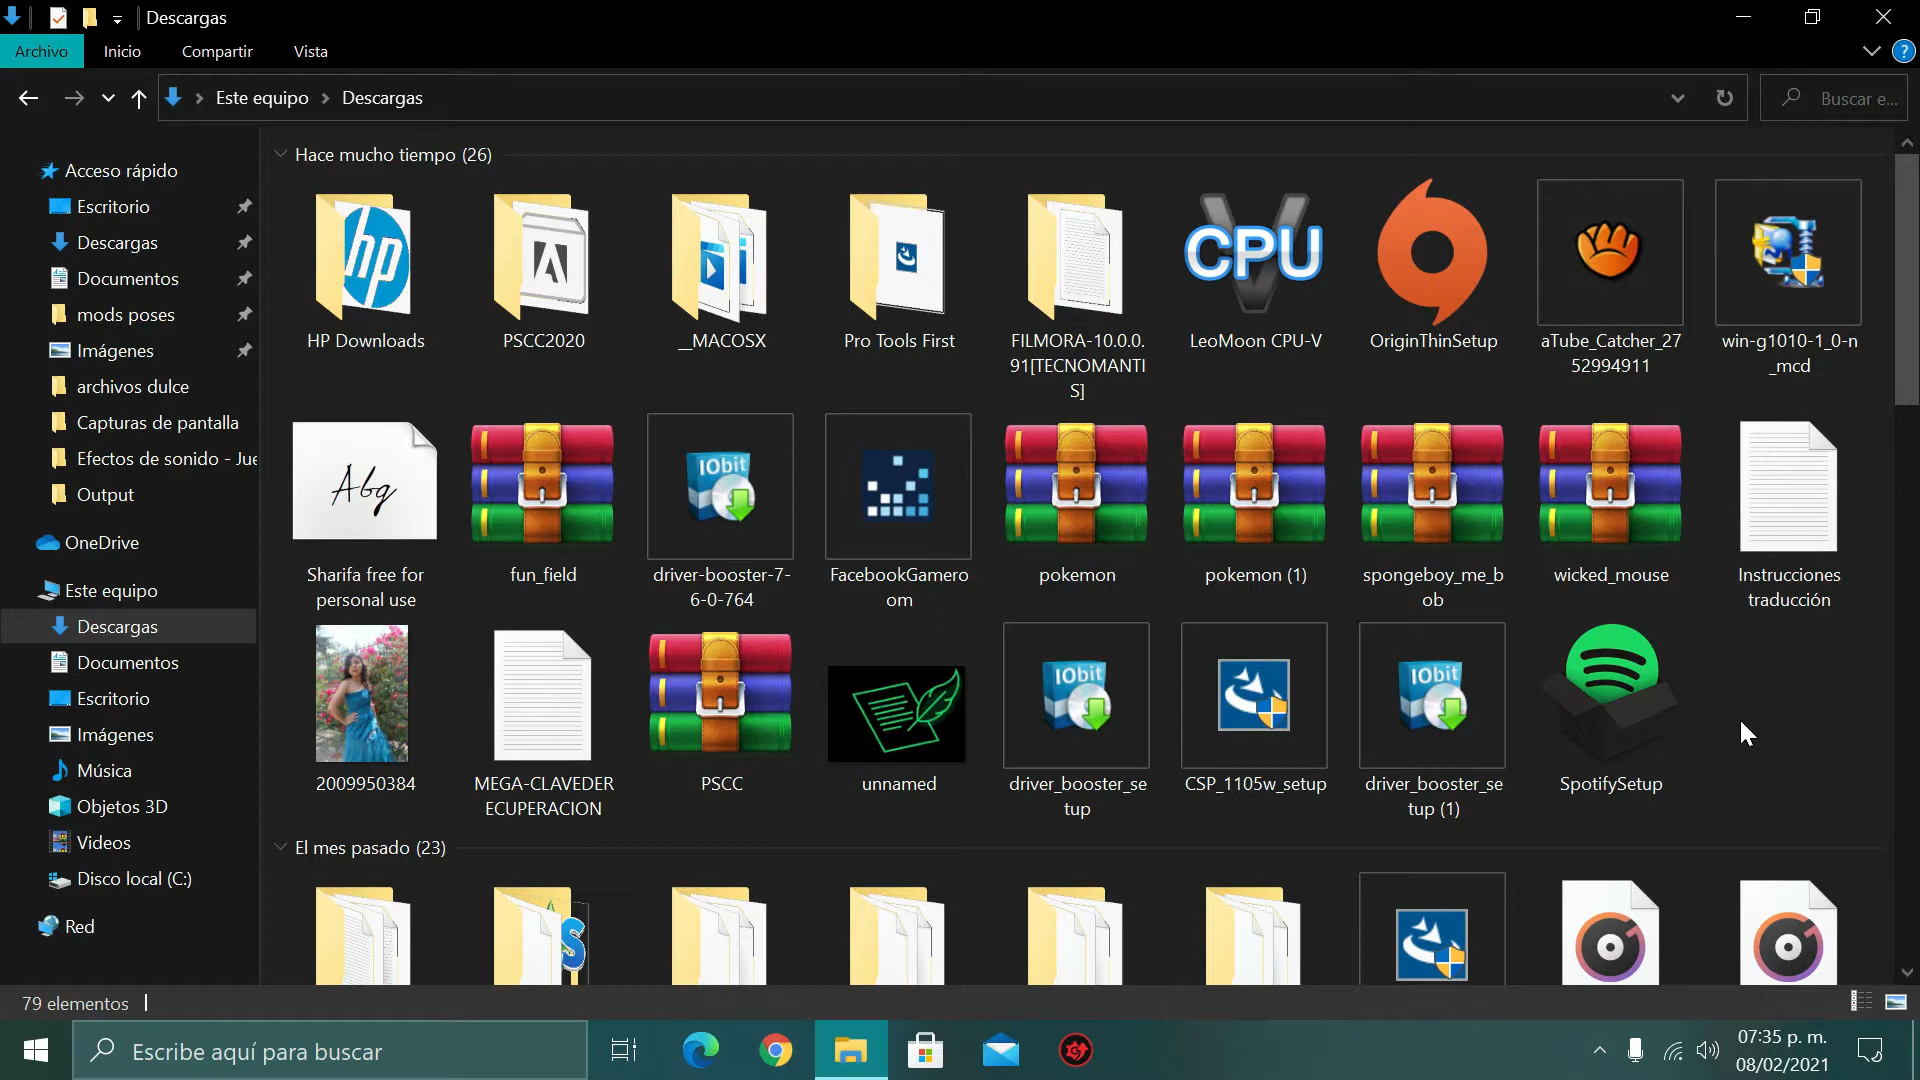 Descargas
Archivo Inicio Compartir Vista
?
Este equipo Descargas
Buscar e...
Acceso rápido
Escritorio
Descargas
Documentos
mods poses
Imágenes
archivos dulce
Capturas de pantalla
Efectos de sonido - Jue
Output
OneDrive
Este equipo
Descargas
Documentos
Escritorio
Imágenes
Música
Objetos 3D
Videos
Disco local (C:)
Red
Hace mucho tiempo (26)
hp
CPU
HP Downloads
PSCC2020
__MACOSX
Pro Tools First
FILMORA-10.0.0.
91[TECNOMANTI
S]
LeoMoon CPU-V
OriginThinSetup
aTube_Catcher_27
52994911
win-g1010-1_0-n
_mcd
Abg
IObit
Sharifa free for
personal use
fun_field
driver-booster-7-
6-0-764
FacebookGamero
om
pokemon
pokemon (1)
spongeboy_me_b
ob
wicked_mouse
Instrucciones
traducción
IObit
IObit
2009950384
MEGA-CLAVEDER
ECUPERACION
PSCC
unnamed
driver_booster_se
tup
CSP_1105w_setup
driver_booster_se
tup (1)
SpotifySetup
El mes pasado (23)
S
79 elementos
Escribe aquí para buscar
07:35 p. m.
08/02/2021